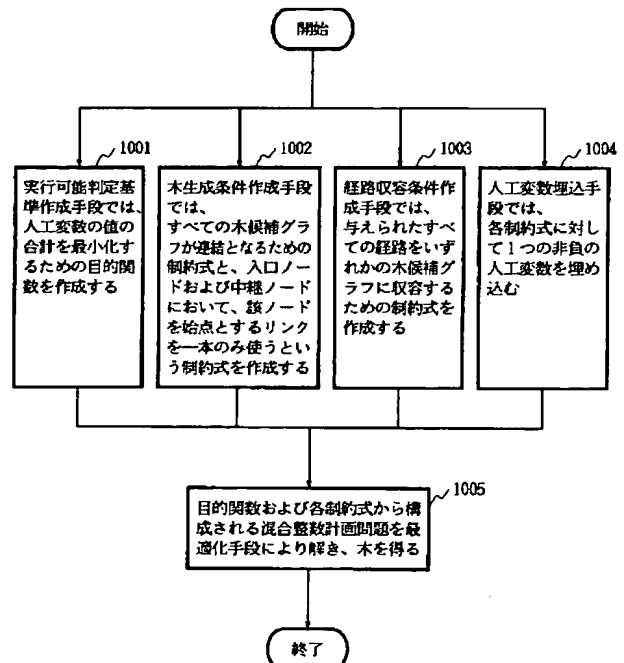 開始
1001
実行可能判定基
準作成手段では、
人工変数の値の
合計を最小化す
るための目的関
数を作成する
1002
木生成条件作成手段
では、
すべての木候補グラ
フが連結となるための
制約式と、入口ノー
ドおよび中継ノード
において、該ノード
を始点とするリンク
を一本のみ使うとい
う制約式を作成する
1003
経路収容条件作
成手段では、
与えられたすべ
ての経路をいず
れかの木候補グ
ラフに収容する
ための制約式を
作成する
1004
人工変数埋込手
段では、
各制約式に対し
て1つの非負の
人工変数を埋め
込む
1005
目的関数および各制約式から構
成される混合整数計画問題を最
適化手段により解き、木を得る
終了